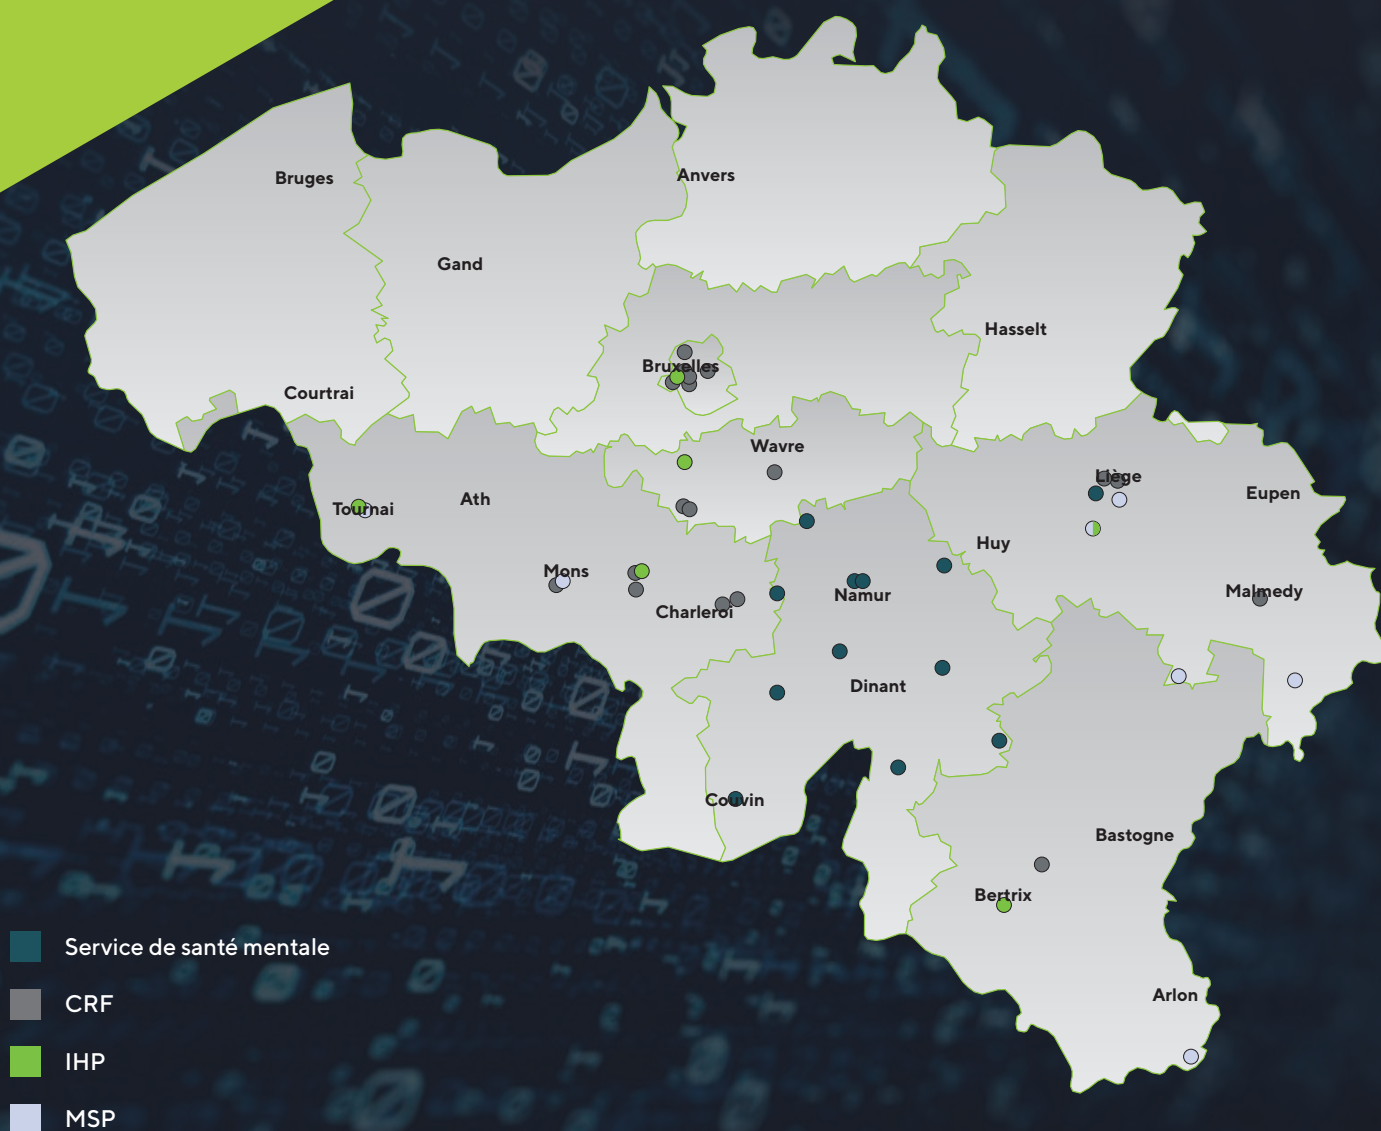 Bruges
Anvers
Gand
Hasselt
Bruxelles
Courtrai
Wavre
Liège
Eupen
Ath
Tournai
Huy
Mons
Malmedy
Namur
Charleroi
Dinant
Couvin
Bastogne
Bertrix
Arlon
Service de santé mentale
CRF
IHP
MSP